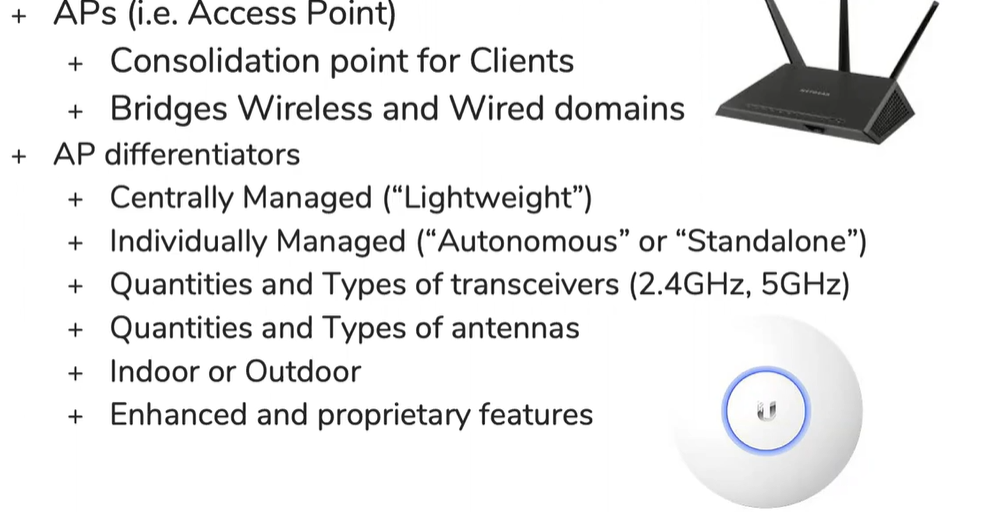 + APs (i.e. Access Point)
+ Consolidation point for Clients
+ Bridges Wireless and Wired domains
NETGEAR
+ AP differentiators
+ Centrally Managed (“Lightweight”)
+ Individually Managed (“Autonomous” or “Standalone”)
+ Quantities and Types of transceivers (2.4GHz, 5GHz)
+ Quantities and Types of antennas
+ Indoor or Outdoor
+ Enhanced and proprietary features
U